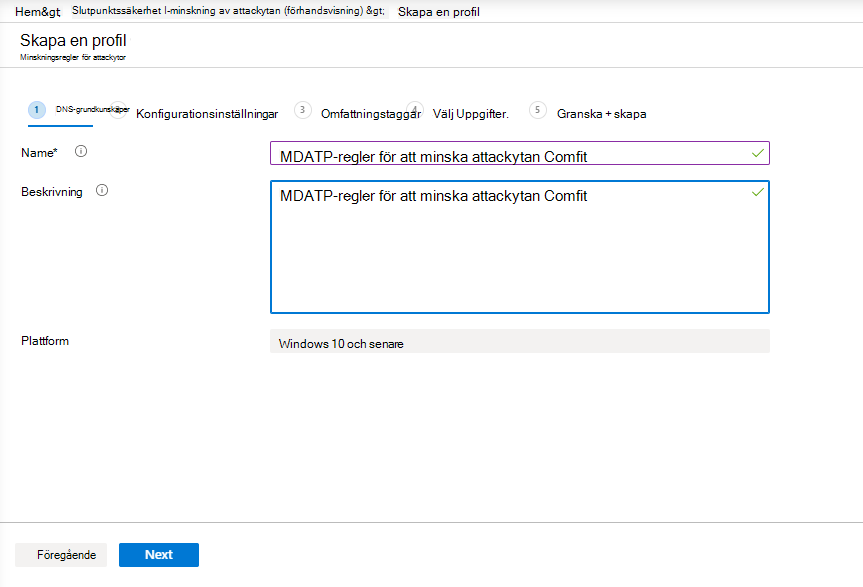 Hem&gt; Slutpunktssäkerhet I-minskning av attackytan (förhandsvisning) &gt; Skapa en profil
Skapa en profil
Minskningsregler för attackytor
1 DNS-grundkunskaper 2 Konfigurationsinställningar 3 Omfattningstaggar 4 Välj Uppgifter. 5 Granska + skapa
Name* MDATP-regler för att minska attackytan Comfit
Beskrivning MDATP-regler för att minska attackytan Comfit
Plattform Windows 10 och senare
Föregående Next